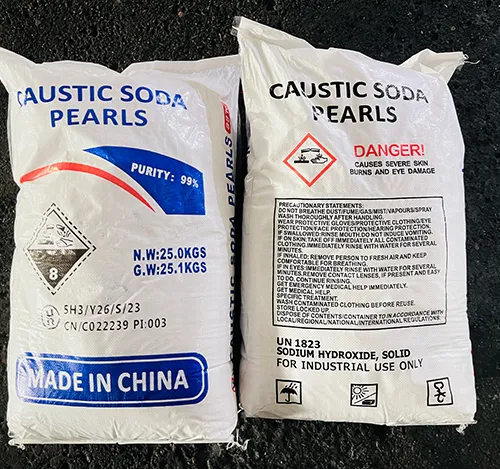 CAUSTIC SODA
PEARLS
PURITY: 99%
8
N.W:25.0KGS
G.W:25.1KGS
UN
5H3/Y26/S/23
CN/C022239 PI:003
MADE IN CHINA
SODA PEARLS
CAUSTIC SODA
PEARLS
DANGER!
CAUSES SEVERE SKIN
BURNS AND EYE DAMAGE
PRECAUTIONARY STATEMENTS:
DO NOT BREATHE DUST/FUME/GAS/MIST/VAPOURS/SPRAY
WASH THOROUGHLY AFTER HANDLING.
WEAR PROTECTIVE GLOVES/PROTECTIVE CLOTHING/EYE
PROTECTION/FACE PROTECTION/HEARING PROTECTION.
IF SWALLOWED: RINSE MOUTH.DO NOT INDUCE VOMITING.
IF ON SKIN: TAKE OFF IMMEDIATELY ALL CONTAMINATED
CLOTHING.IMMEDIATELY RINSE WITH WATER FOR SEVERAL
MINUTES.
IF INHALED: REMOVE PERSON TO FRESH AIR AND KEEP
COMFORTABLE FOR BREATHING.
IF IN EYES: IMMEDIATELY RINSE WITH WATER FOR SEVERAL
MINUTES.REMOVE CONTACT LENSES, IF PRESENT AND EASY
TO DO. CONTINUE RINSING.
GET EMERGENCY MEDICAL HELP IMMEDIATELY.
GET MEDICAL HELP.
SPECIFIC TREATMENT.
WASH CONTAMINATED CLOTHING BEFORE REUSE.
STORE LOCKED UP.
DISPOSE OF CONTENTS/CONTAINER TO IN ACCORDANCE WITH
LOCAL/REGIONAL/NATIONAL/INTERNATIONAL REGULATIONS.
UN 1823
SODIUM HYDROXIDE, SOLID
FOR INDUSTRIAL USE ONLY